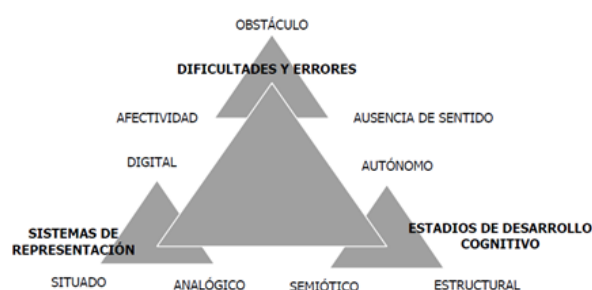 OBSTÁCULO
DIFICULTADES Y ERRORES
AFECTIVIDAD
AUSENCIA DE SENTIDO
DIGITAL
AUTÓNOMO
SISTEMAS DE
REPRESENTACIÓN
ESTADIOS DE DESARROLLO
COGNITIVO
SITUADO
ANALÓGICO
SEMIÓTICO
ESTRUCTURAL